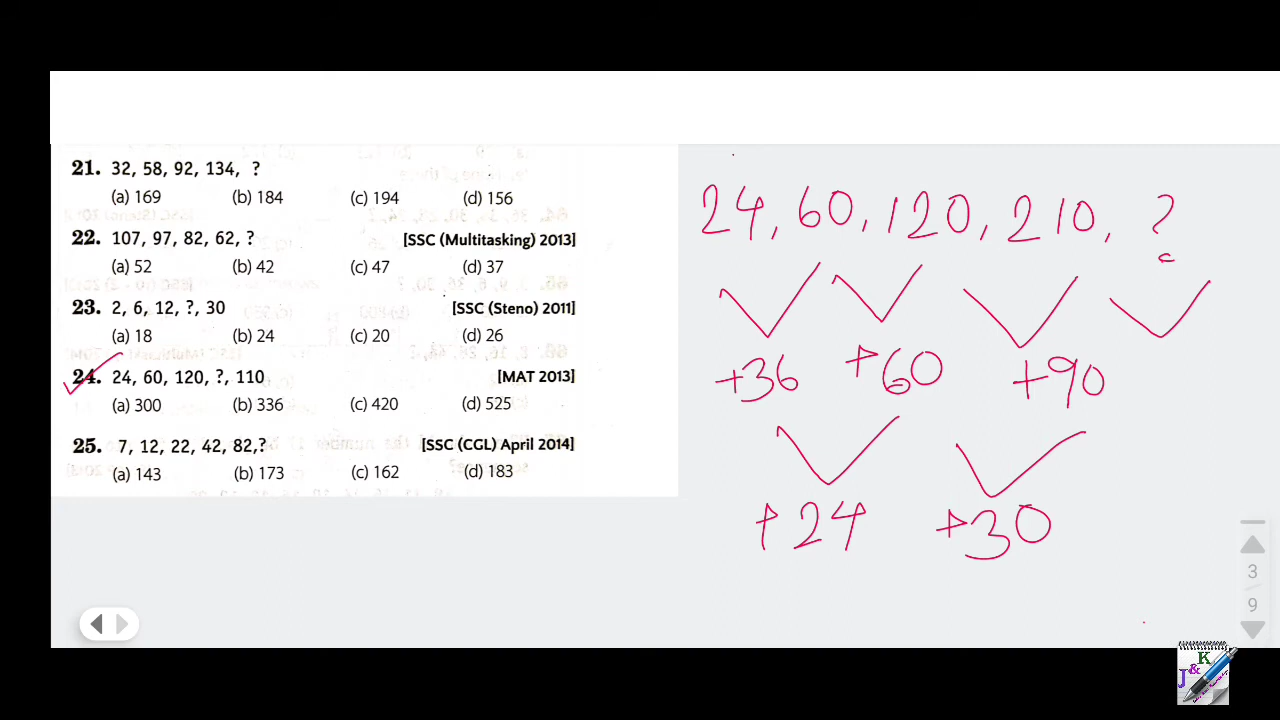 21. 32, 58, 92, 134, ?
(a) 169 (b) 184 (c) 194 (d) 156
22. 107, 97, 82, 62, ? [SSC (Multitasking) 2013]
(a) 52 (b) 42 (c) 47 (d) 37
23. 2, 6, 12, ?, 30 [SSC (Steno) 2011]
(a) 18 (b) 24 (c) 20 (d) 26
24. 24, 60, 120, ?, 110 [MAT 2013]
(a) 300 (b) 336 (c) 420 (d) 525
25. 7, 12, 22, 42, 82,? [SSC (CGL) April 2014]
(a) 143 (b) 173 (c) 162 (d) 183
24, 60, 120, 210, ?
+36 +60 +90
+24 +30
3
9
J&K